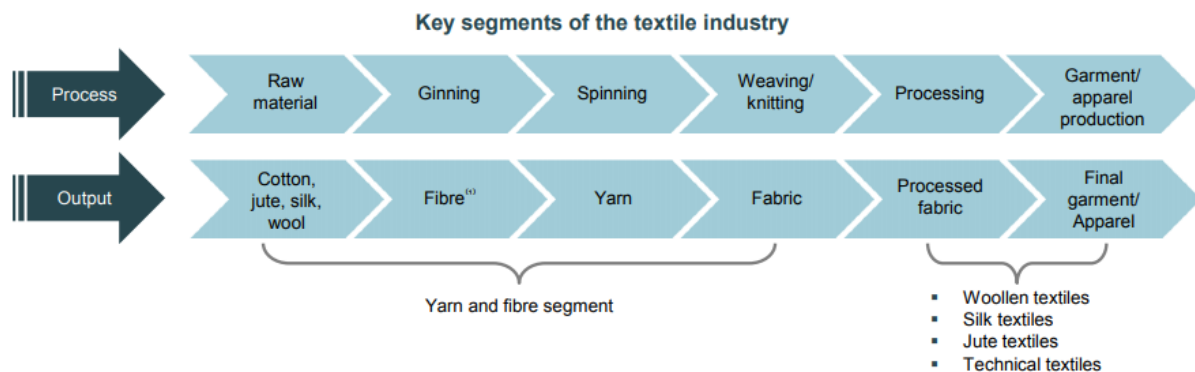 Key segments of the textile industry
Process
Raw
material
Ginning
Spinning
Weaving/
knitting
Processing
Garment/
apparel
production
Output
Cotton,
jute, silk,
wool
Fibre
Yarn
Fabric
Processed
fabric
Final
garment/
Apparel
Yarn and fibre segment
▪ Woollen textiles
▪ Silk textiles
▪ Jute textiles
▪ Technical textiles